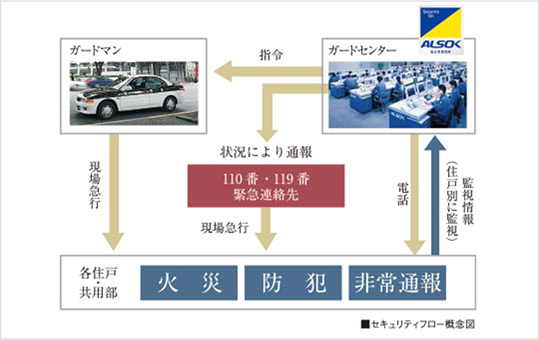 SECURITY ON
ALSOK
ガードマン
指令
ガードセンター
状況により通報
110番・119番
緊急連絡先
現場急行
現場急行
電話
監視情報
(住戸別に監視)
各住戸
・
共用部
火 災
防 犯
非常通報
■セキュリティフロー概念図